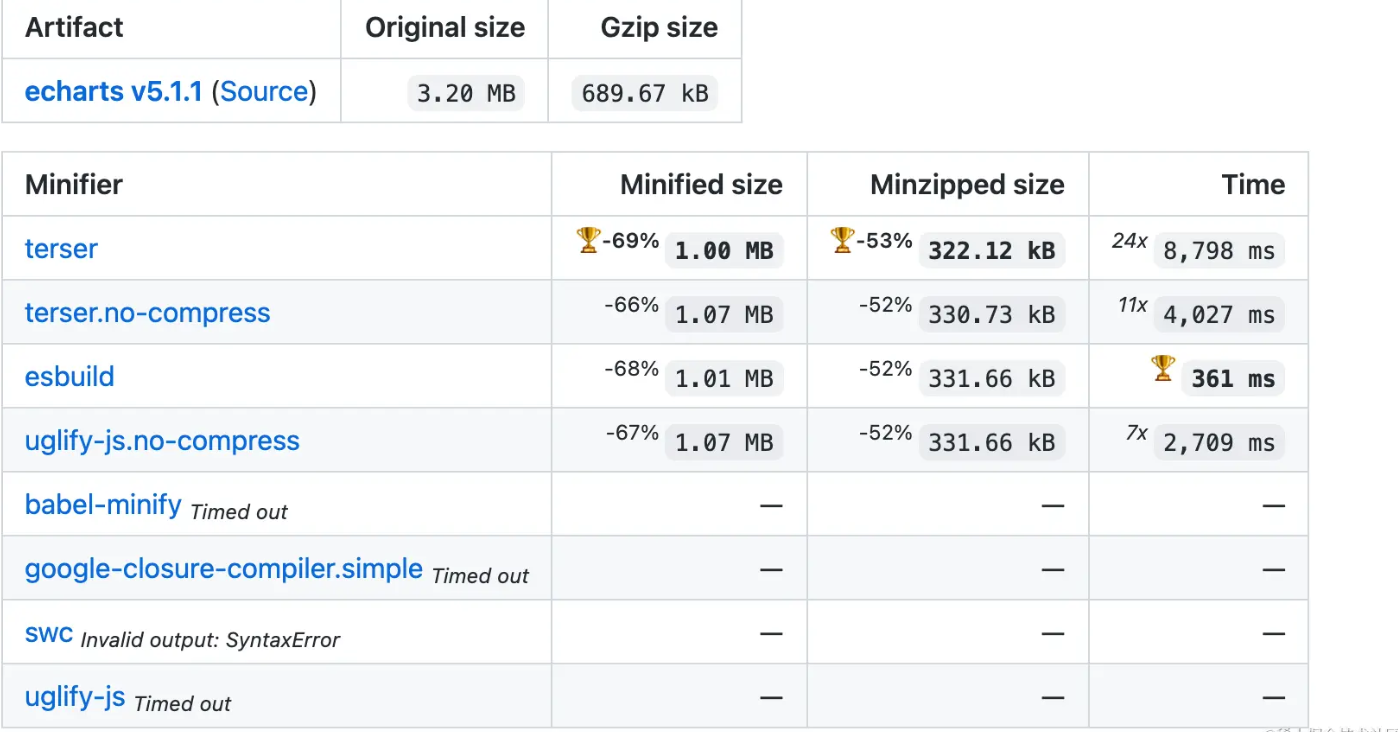 Artifact Original size Gzip size
echarts v5.1.1 (Source) 3.20 MB 689.67 kB
Minifier Minified size Minzipped size Time
terser 🏆-69% 1.00 MB 🏆-53% 322.12 kB 24x 8,798 ms
terser.no-compress -66% 1.07 MB -52% 330.73 kB 11x 4,027 ms
esbuild -68% 1.01 MB -52% 331.66 kB 🏆 361 ms
uglify-js.no-compress -67% 1.07 MB -52% 331.66 kB 7x 2,709 ms
babel-minify Timed out — — —
google-closure-compiler.simple Timed out — — —
swc Invalid output: SyntaxError — — —
uglify-js Timed out — — —